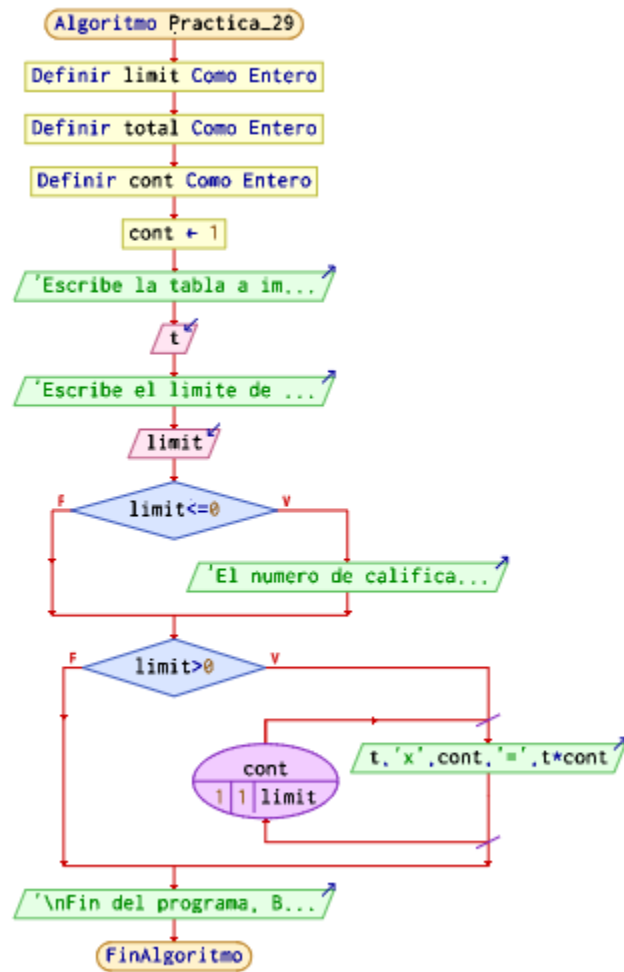 Algoritmo Practica_29
Definir limit Como Entero
Definir total Como Entero
Definir cont Como Entero
cont ← 1
'Escribe la tabla a im...
t
'Escribe el limite de ...
limit
F
limit<=0
V
'El numero de califica...
F
limit>0
V
cont
1 1 limit
t,'x',cont,'=',t*cont
'\nFin del programa, B...
FinAlgoritmo